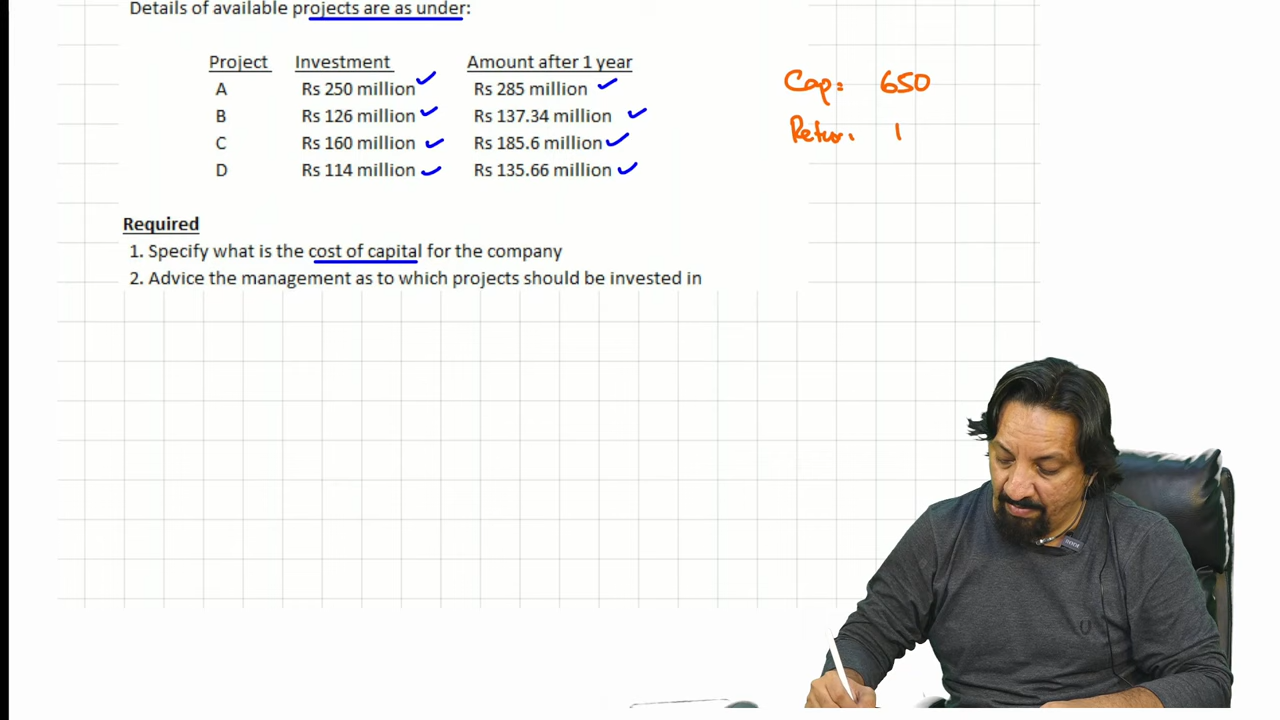 Details of available projects are as under:
Project Investment Amount after 1 year
A Rs 250 million Rs 285 million
B Rs 126 million Rs 137.34 million
C Rs 160 million Rs 185.6 million
D Rs 114 million Rs 135.66 million
Cap: 650
Retur. 1
Required
1. Specify what is the cost of capital for the company
2. Advice the management as to which projects should be invested in